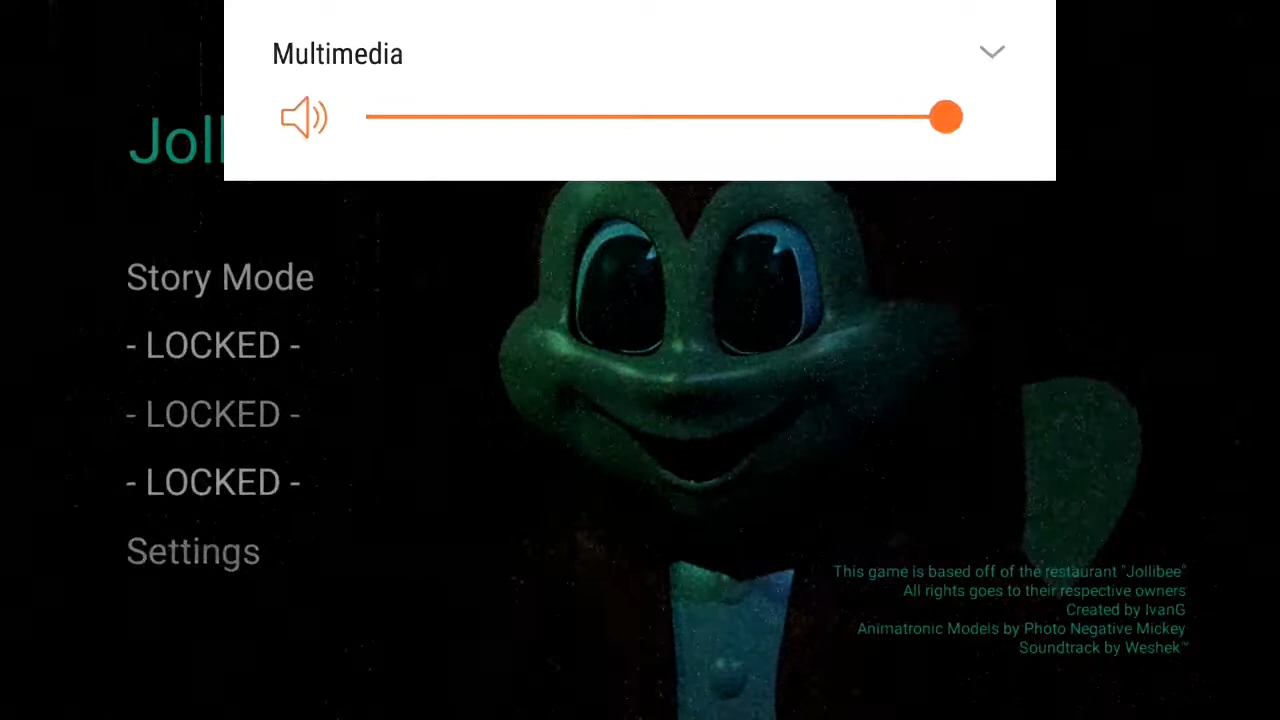 Multimedia
Joll
Story Mode
- LOCKED -
- LOCKED -
- LOCKED -
Settings
This game is based off of the restaurant "Jollibee"
All rights goes to their respective owners
Created by IvanG
Animatronic Models by Photo Negative Mickey
Soundtrack by Weshek™